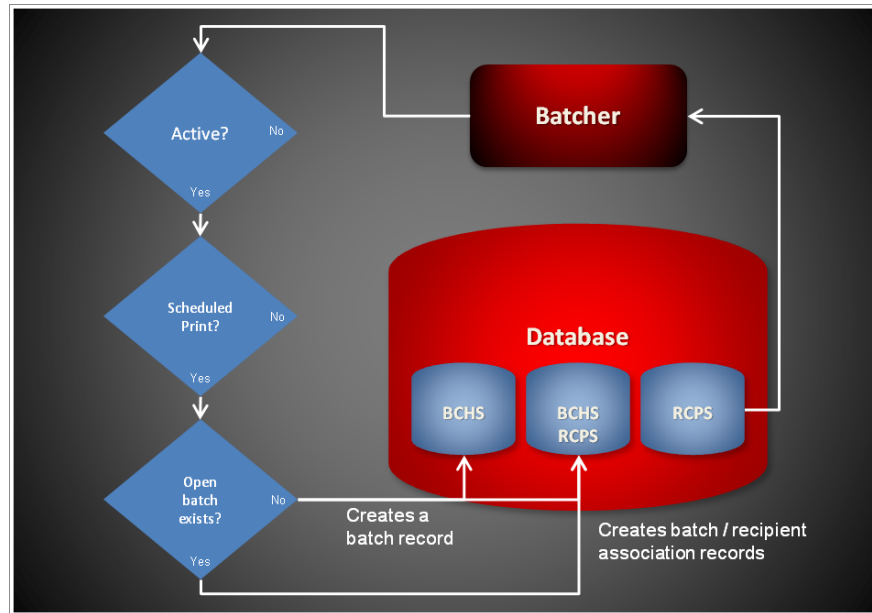 Active?
No
Yes
Batcher
Scheduled
Print?
No
Yes
Database
BCHS
BCHS
RCPS
RCPS
Open
batch
exists?
No
Yes
Creates a
batch record
Creates batch / recipient
association records